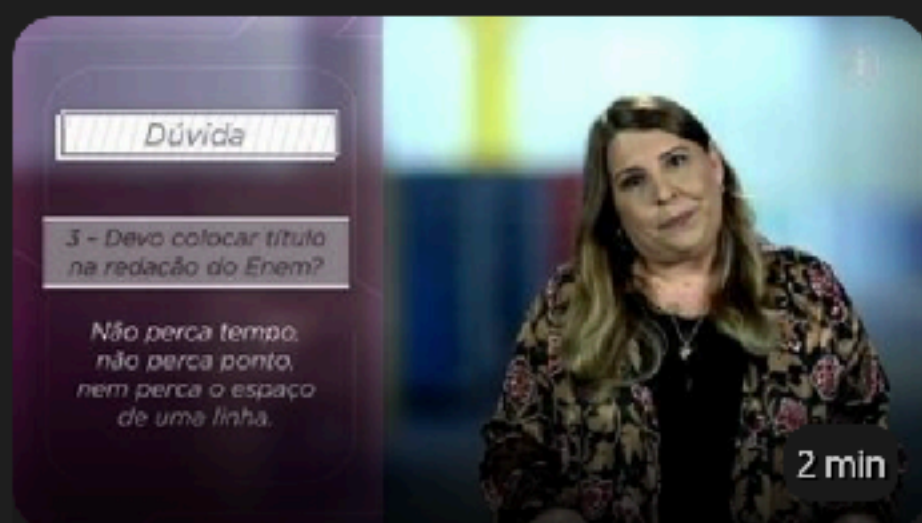 Dúvida
3 - Devo colocar título
na redação do Enem?
Não perca tempo,
não perca ponto,
nem perca o espaço
de uma linha.
2 min